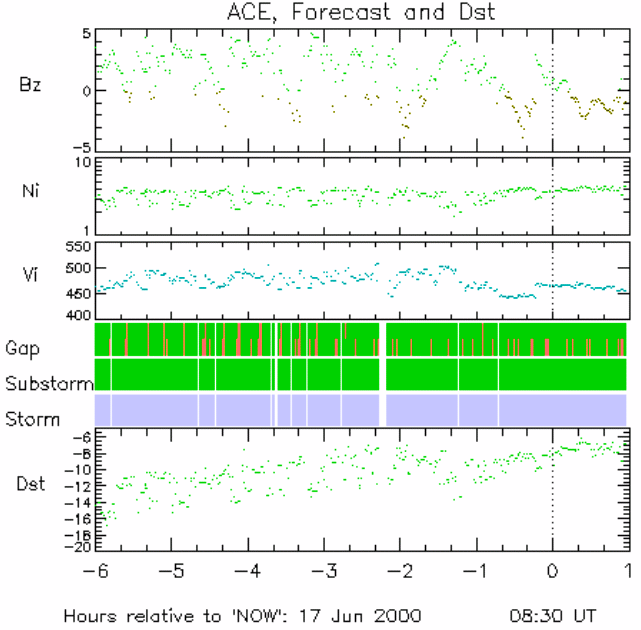 ACE, Forecast and Dst
5
Bz
0
-5
10
Ni
1
550
500
Vi
450
400
Gap
Substorm
Storm
-6
-8
-10
Dst
-12
-14
-16
-18
-20
-6 -5 -4 -3 -2 -1 0 1
Hours relative to 'NOW': 17 Jun 2000 08:30 UT